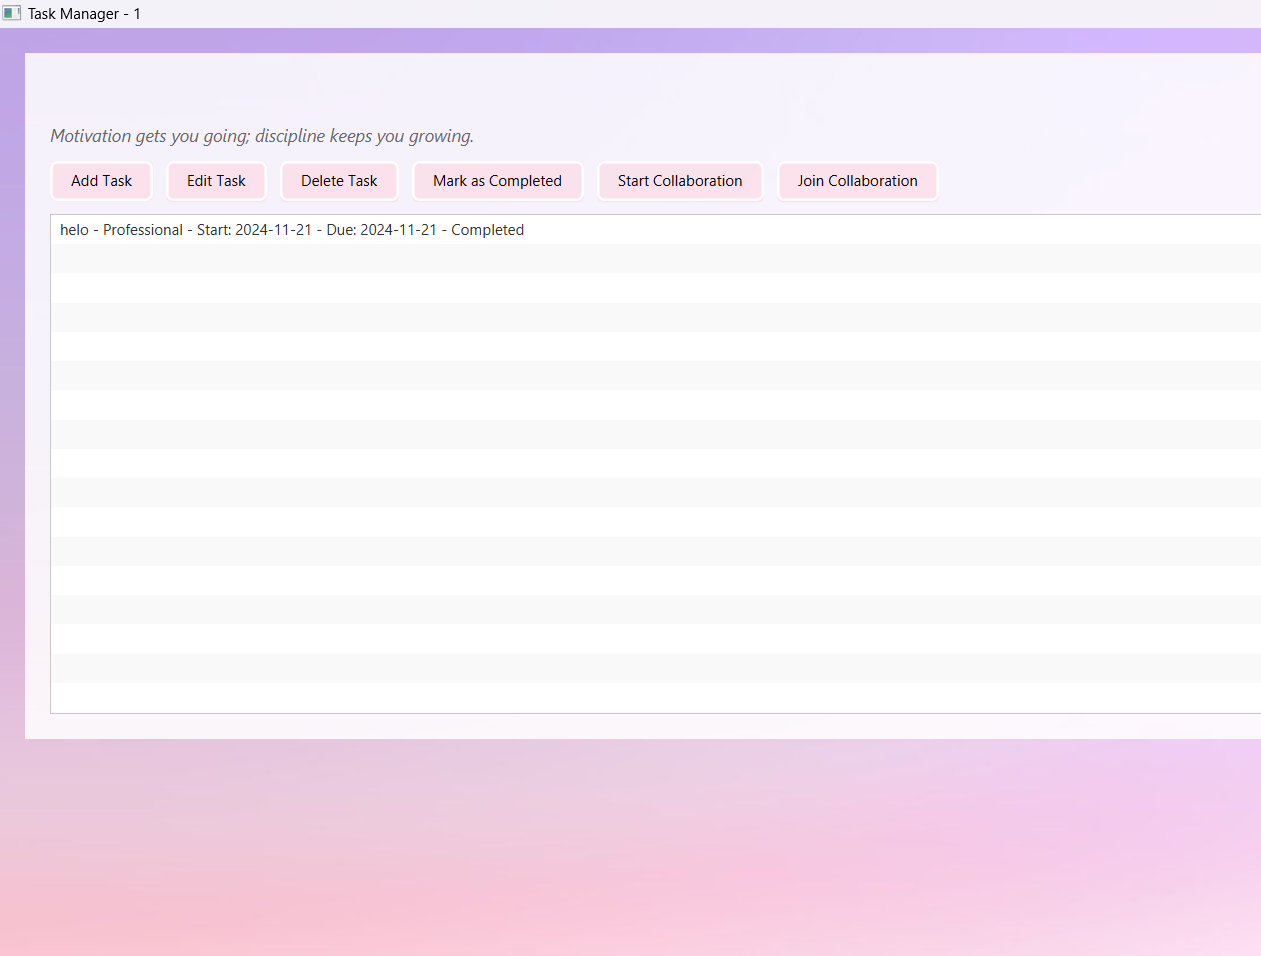 Task Manager - 1
Motivation gets you going; discipline keeps you growing.
Add Task Edit Task Delete Task Mark as Completed Start Collaboration Join Collaboration
helo - Professional - Start: 2024-11-21 - Due: 2024-11-21 - Completed